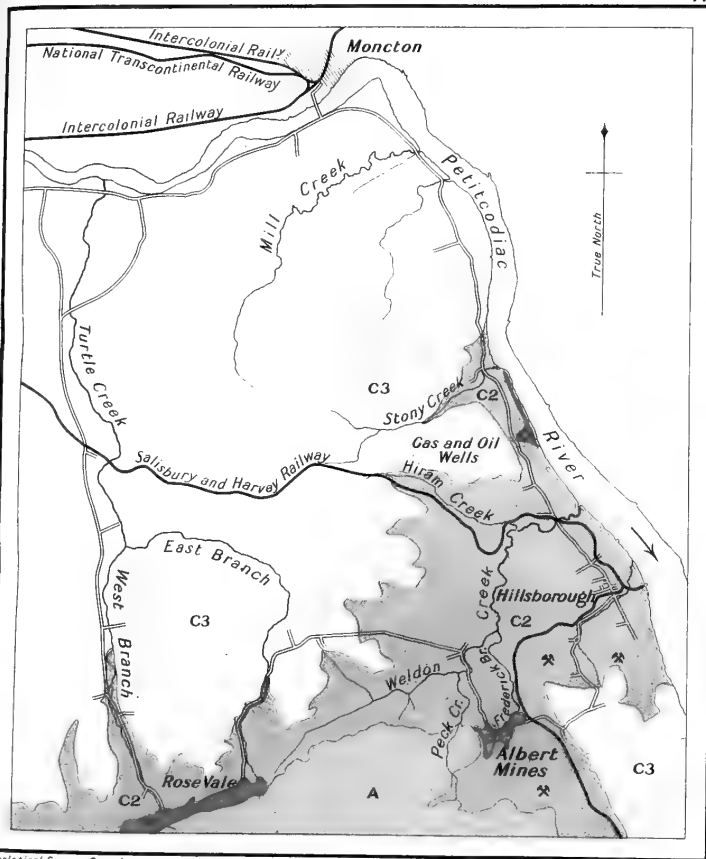 Intercolonial Rail.y
Moncton
National Transcontinental Railway
Intercolonial Railway
Petitcodiac
River
True North
Mill Creek
Turtle Creek
C3
Stony Creek
C2
Gas and Oil
Wells
Salisbury and Harvey Railway
Hiram Creek
East Branch
West Branch
C3
Creek
Hillsborough
C2
Weldon
Frederick Br.
Peck Cr.
Albert
Mines
Rose Vale
C2
A
C3